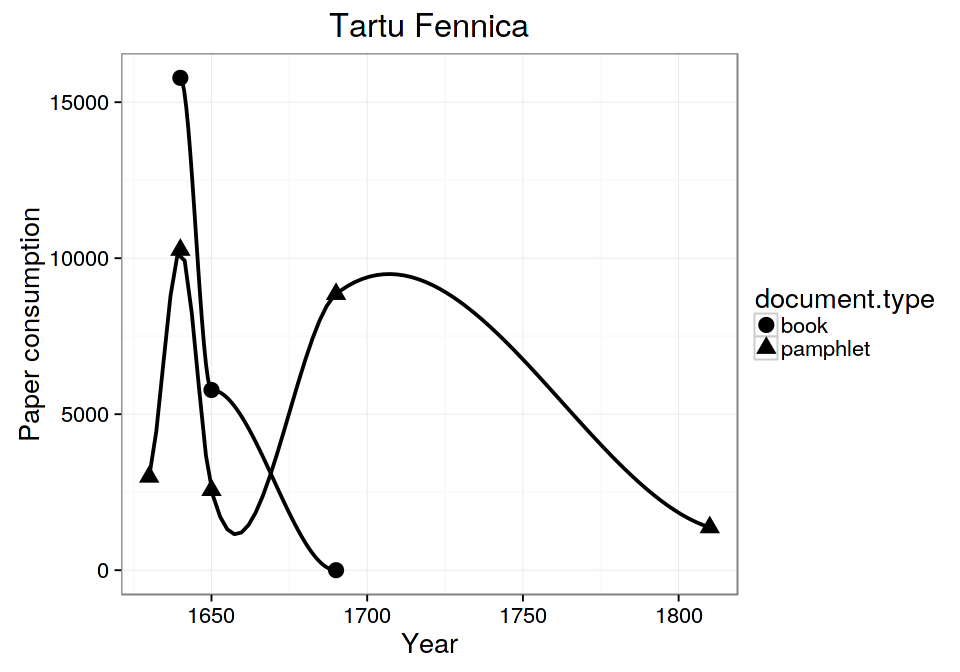 Tartu Fennica
Paper consumption
15000
10000
5000
0
1650
1700
1750
1800
Year
document.type
book
pamphlet